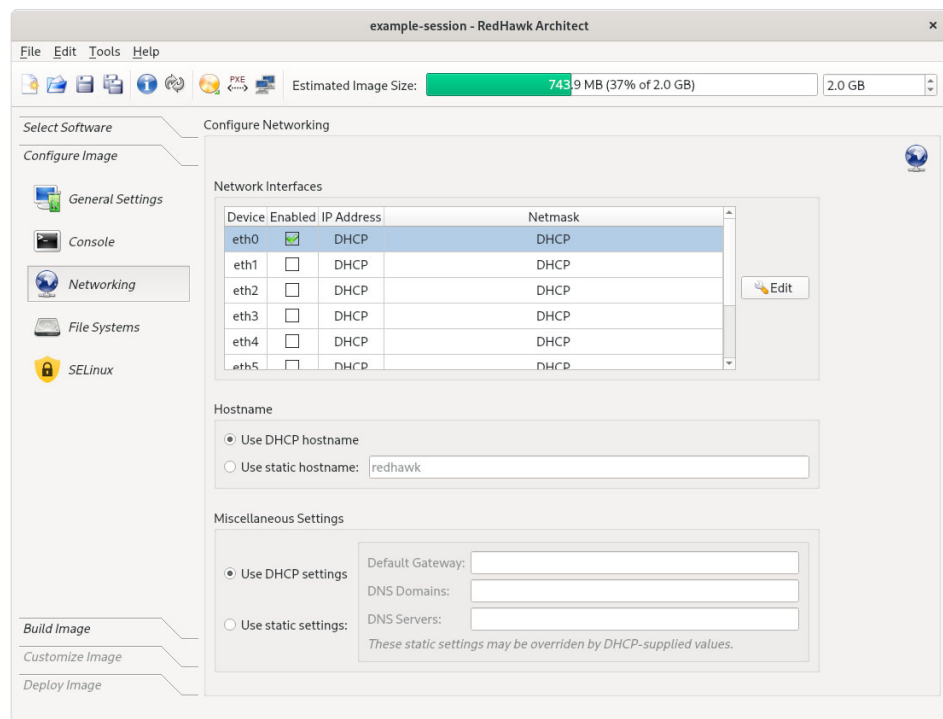 example-session - RedHawk Architect
File Edit Tools Help
PXE
Estimated Image Size: 743.9 MB (37% of 2.0 GB) 2.0 GB
Select Software
Configure Image
General Settings
Console
Networking
File Systems
SELinux
Build Image
Customize Image
Deploy Image
Configure Networking
Network Interfaces
Device Enabled IP Address Netmask
eth0 DHCP DHCP
eth1 DHCP DHCP
eth2 DHCP DHCP
eth3 DHCP DHCP
eth4 DHCP DHCP
eth5 DHCP DHCP
Edit
Hostname
Use DHCP hostname
Use static hostname: redhawk
Miscellaneous Settings
Use DHCP settings
Use static settings:
Default Gateway:
DNS Domains:
DNS Servers:
These static settings may be overriden by DHCP-supplied values.